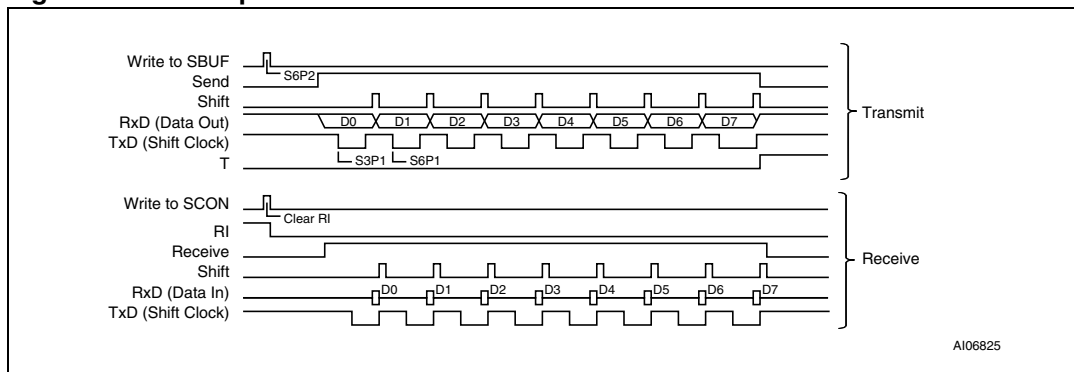 Write to SBUF
S6P2
Send
Shift
RxD (Data Out) D0 D1 D2 D3 D4 D5 D6 D7
TxD (Shift Clock)
S3P1 S6P1
T
Transmit
Write to SCON
Clear RI
RI
Receive
Shift
RxD (Data In) D0 D1 D2 D3 D4 D5 D6 D7
TxD (Shift Clock)
Receive
AI06825